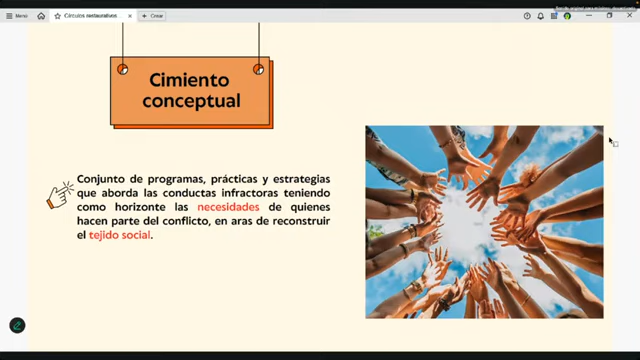 Menú
Círculos restaurativos
Crear
Cimiento
conceptual
Conjunto de programas, prácticas y estrategias
que aborda las conductas infractoras teniendo
como horizonte las necesidades de quienes
hacen parte del conflicto, en aras de reconstruir
el tejido social.